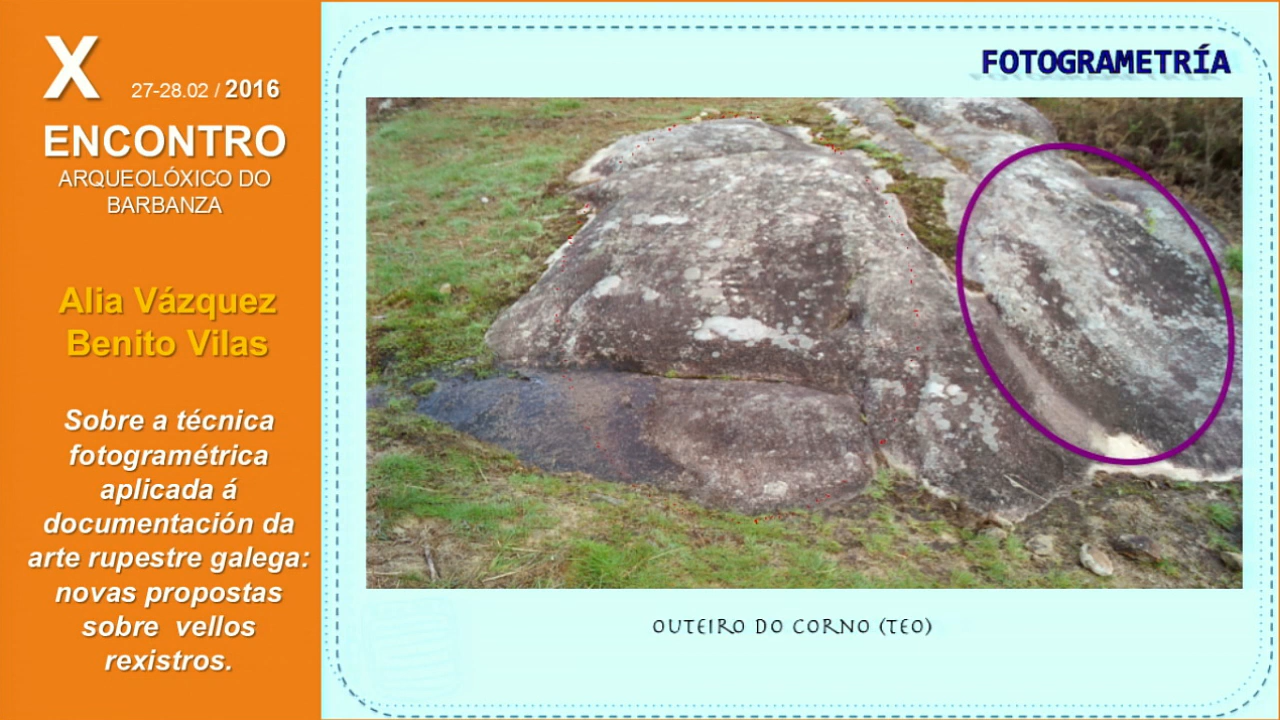 X
27-28.02 / 2016
ENCONTRO
ARQUEOLÓXICO DO
BARBANZA
Alia Vázquez
Benito Vilas
Sobre a técnica
fotogramétrica
aplicada á
documentación da
arte rupestre galega:
novas propostas
sobre vellos
rexistros.
FOTOGRAMETRÍA
OUTEIRO DO CORNO (TEO)